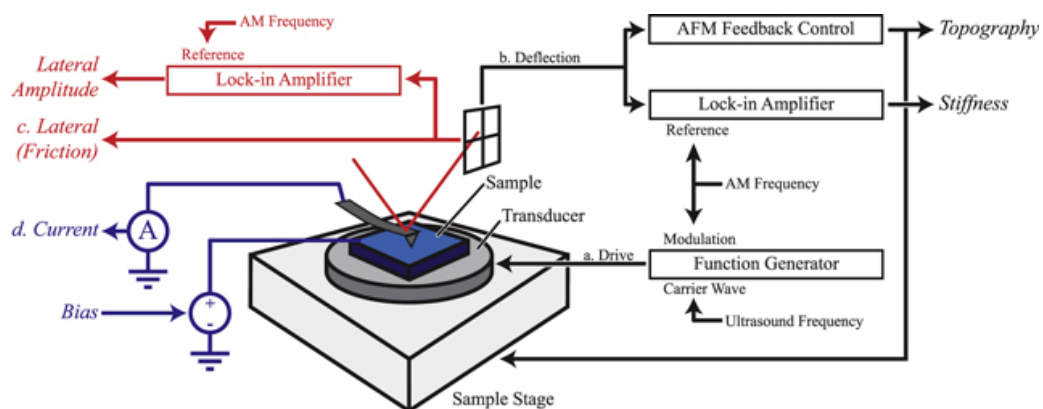 AM Frequency
Reference
Lock-in Amplifier
Lateral
Amplitude
c. Lateral
(Friction)
b. Deflection
AFM Feedback Control
Topography
Lock-in Amplifier
Stiffness
Reference
AM Frequency
Modulation
Function Generator
Carrier Wave
Ultrasound Frequency
a. Drive
Sample
Transducer
d. Current
A
Bias
+
-
Sample Stage